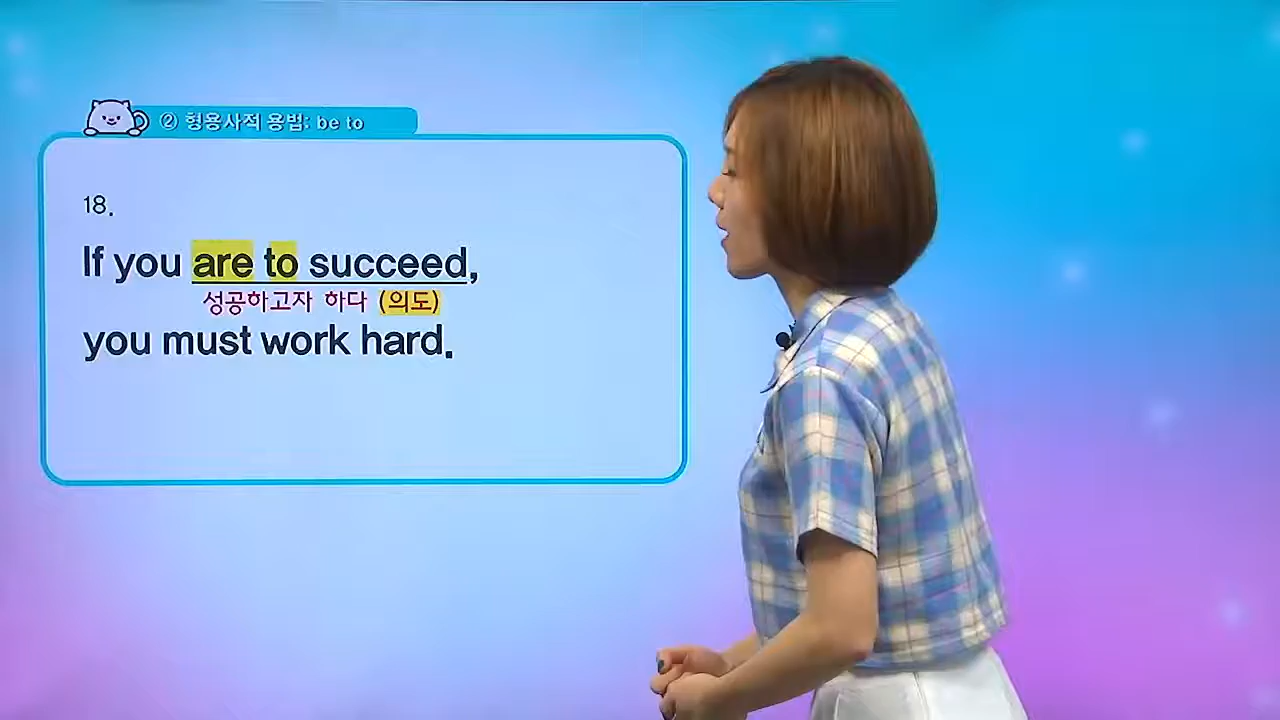 ② 형용사적 용법: be to
18.
If you are to succeed,
성공하고자 하다 (의도)
you must work hard.